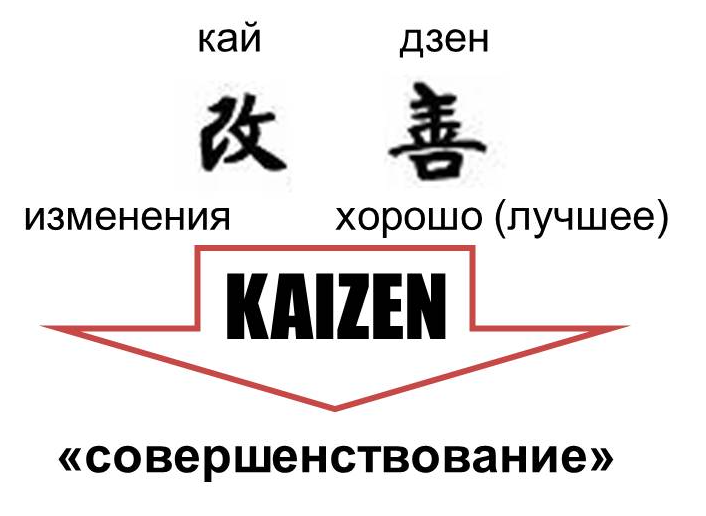 кай дзен
改 善
изменения хорошо (лучшее)
KAIZEN
«совершенствование»